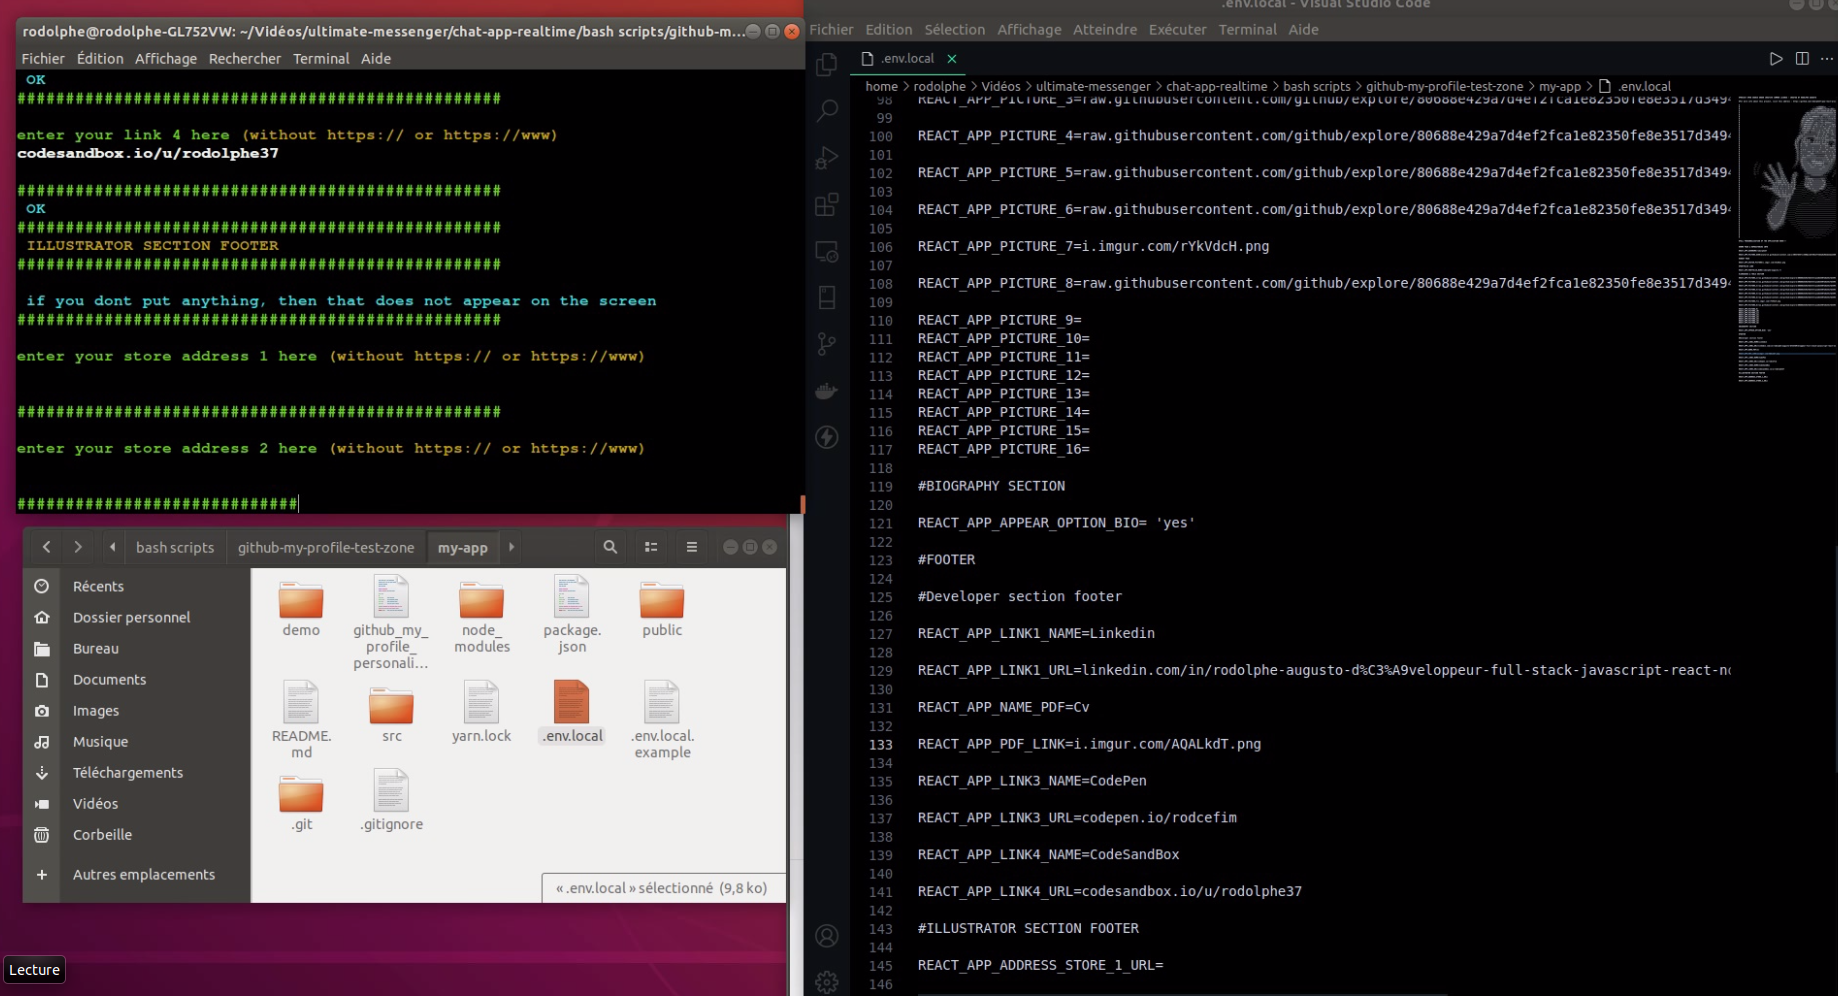 rodolphe@rodolphe-GL752VW: ~/Vidéos/ultimate-messenger/chat-app-realtime/bash scripts/github-m...
Fichier Édition Affichage Rechercher Terminal Aide
OK
##################################################
enter your link 4 here (without https:// or https://www)
codesandbox.io/u/rodolphe37
##################################################
OK
##################################################
ILLUSTRATOR SECTION FOOTER
##################################################
if you dont put anything, then that does not appear on the screen
##################################################
enter your store address 1 here (without https:// or https://www)
##################################################
enter your store address 2 here (without https:// or https://www)
#############################
bash scripts github-my-profile-test-zone my-app
Récents
Dossier personnel
Bureau
Documents
Images
Musique
Téléchargements
Vidéos
Corbeille
Autres emplacements
demo
github_my_
profile_
personali...
node_
modules
package.
json
public
README.
md
src
yarn.lock
.env.local
.env.local.
example
.git
.gitignore
« .env.local » sélectionné (9,8 ko)
Lecture
.env.local - Visual Studio Code
Fichier Edition Sélection Affichage Atteindre Exécuter Terminal Aide
.env.local
home > rodolphe > Vidéos > ultimate-messenger > chat-app-realtime > bash scripts > github-my-profile-test-zone > my-app > .env.local
98 REACT_APP_PICTURE_3=raw.githubusercontent.com/github/explore/80688e429a7d4ef2fca1e82350fe8e3517d3494
99
100 REACT_APP_PICTURE_4=raw.githubusercontent.com/github/explore/80688e429a7d4ef2fca1e82350fe8e3517d3494
101
102 REACT_APP_PICTURE_5=raw.githubusercontent.com/github/explore/80688e429a7d4ef2fca1e82350fe8e3517d3494
103
104 REACT_APP_PICTURE_6=raw.githubusercontent.com/github/explore/80688e429a7d4ef2fca1e82350fe8e3517d3494
105
106 REACT_APP_PICTURE_7=i.imgur.com/rYkVdcH.png
107
108 REACT_APP_PICTURE_8=raw.githubusercontent.com/github/explore/80688e429a7d4ef2fca1e82350fe8e3517d3494
109
110 REACT_APP_PICTURE_9=
111 REACT_APP_PICTURE_10=
112 REACT_APP_PICTURE_11=
113 REACT_APP_PICTURE_12=
114 REACT_APP_PICTURE_13=
115 REACT_APP_PICTURE_14=
116 REACT_APP_PICTURE_15=
117 REACT_APP_PICTURE_16=
118
119 #BIOGRAPHY SECTION
120
121 REACT_APP_APPEAR_OPTION_BIO= 'yes'
122
123 #FOOTER
124
125 #Developer section footer
126
127 REACT_APP_LINK1_NAME=Linkedin
128
129 REACT_APP_LINK1_URL=linkedin.com/in/rodolphe-augusto-d%C3%A9veloppeur-full-stack-javascript-react-no
130
131 REACT_APP_NAME_PDF=Cv
132
133 REACT_APP_PDF_LINK=i.imgur.com/AQALkdT.png
134
135 REACT_APP_LINK3_NAME=CodePen
136
137 REACT_APP_LINK3_URL=codepen.io/rodcefim
138
139 REACT_APP_LINK4_NAME=CodeSandBox
140
141 REACT_APP_LINK4_URL=codesandbox.io/u/rodolphe37
142
143 #ILLUSTRATOR SECTION FOOTER
144
145 REACT_APP_ADDRESS_STORE_1_URL=
146